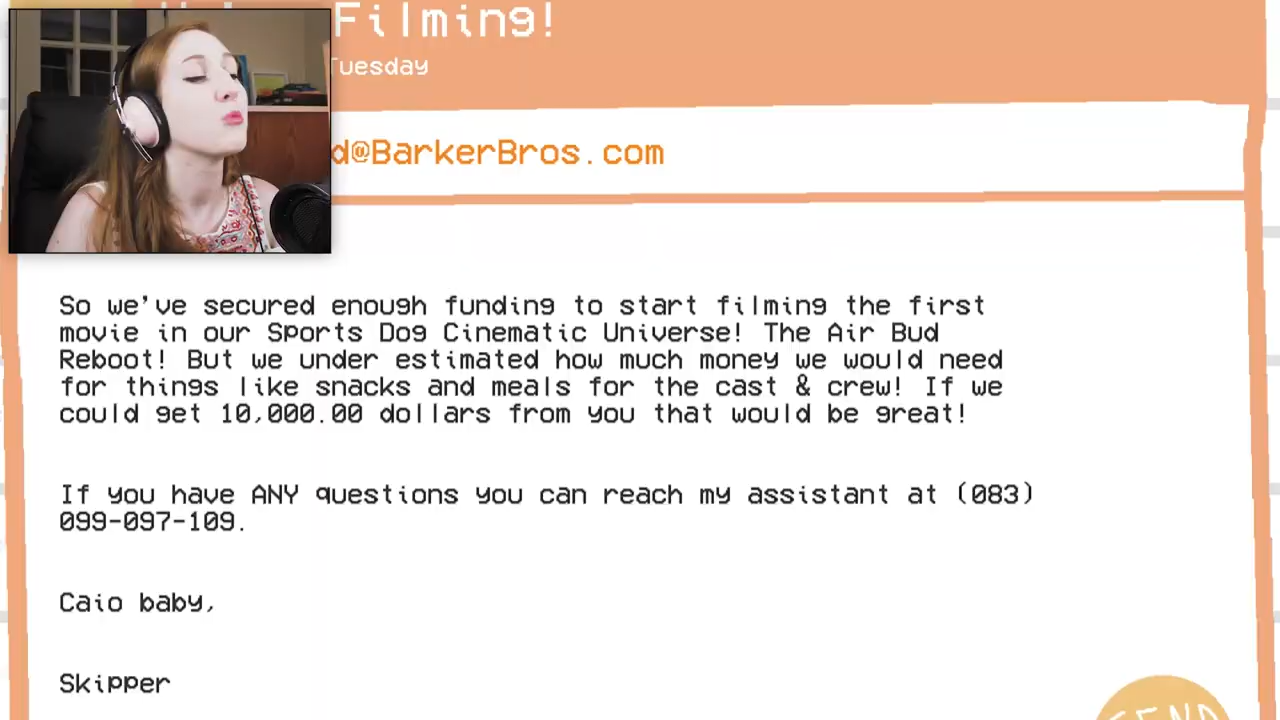 Filming!
Tuesday
d@BarkerBros.com
So we've secured enough funding to start filming the first
movie in our Sports Dog Cinematic Universe! The Air Bud
Reboot! But we under estimated how much money we would need
for things like snacks and meals for the cast & crew! If we
could get 10,000.00 dollars from you that would be great!
If you have ANY questions you can reach my assistant at (083)
099-097-109.
Caio baby,
Skipper
SEND